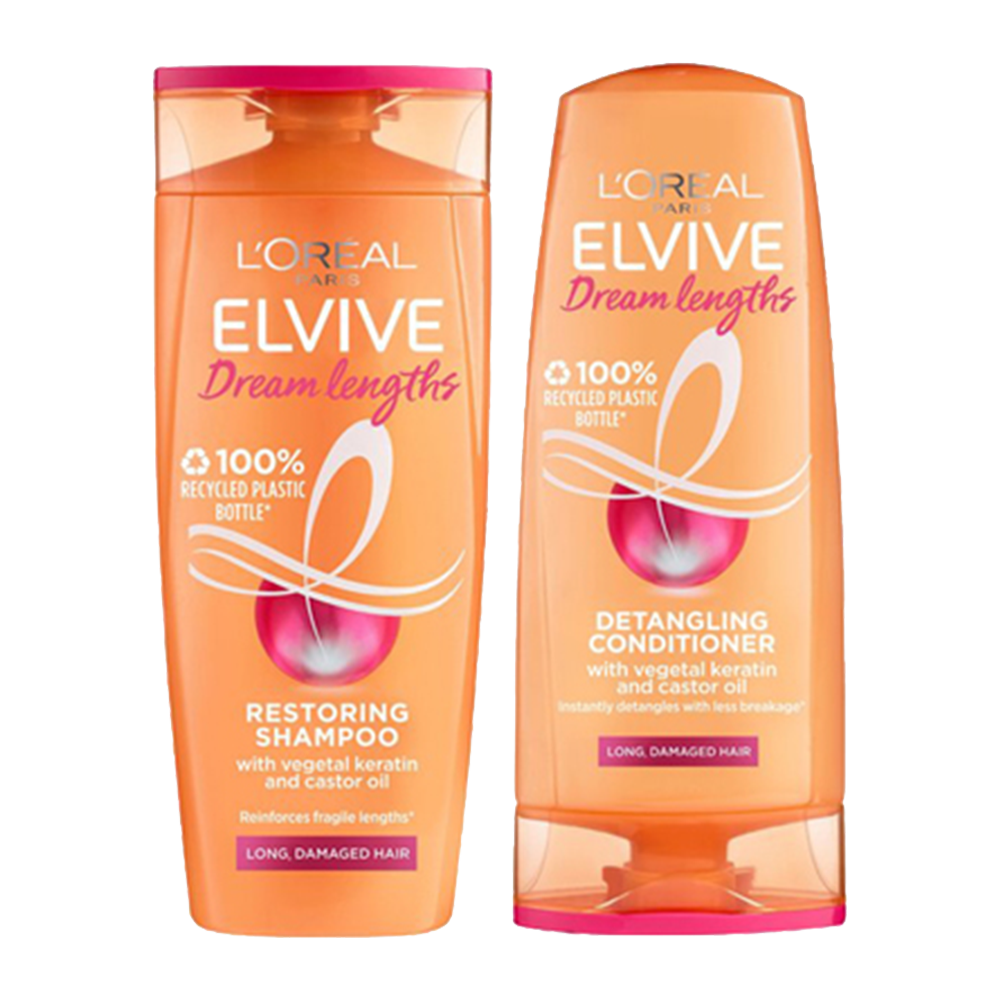 L'ORÉAL
PARIS
ELVIVE
Dream lengths
100%
RECYCLED PLASTIC
BOTTLE*
RESTORING
SHAMPOO
with vegetal keratin
and castor oil
Reinforces fragile lengths*
LONG, DAMAGED HAIR
L'ORÉAL
PARIS
ELVIVE
Dream lengths
100%
RECYCLED PLASTIC
BOTTLE*
DETANGLING
CONDITIONER
with vegetal keratin
and castor oil
Instantly detangles with less breakage*
LONG, DAMAGED HAIR